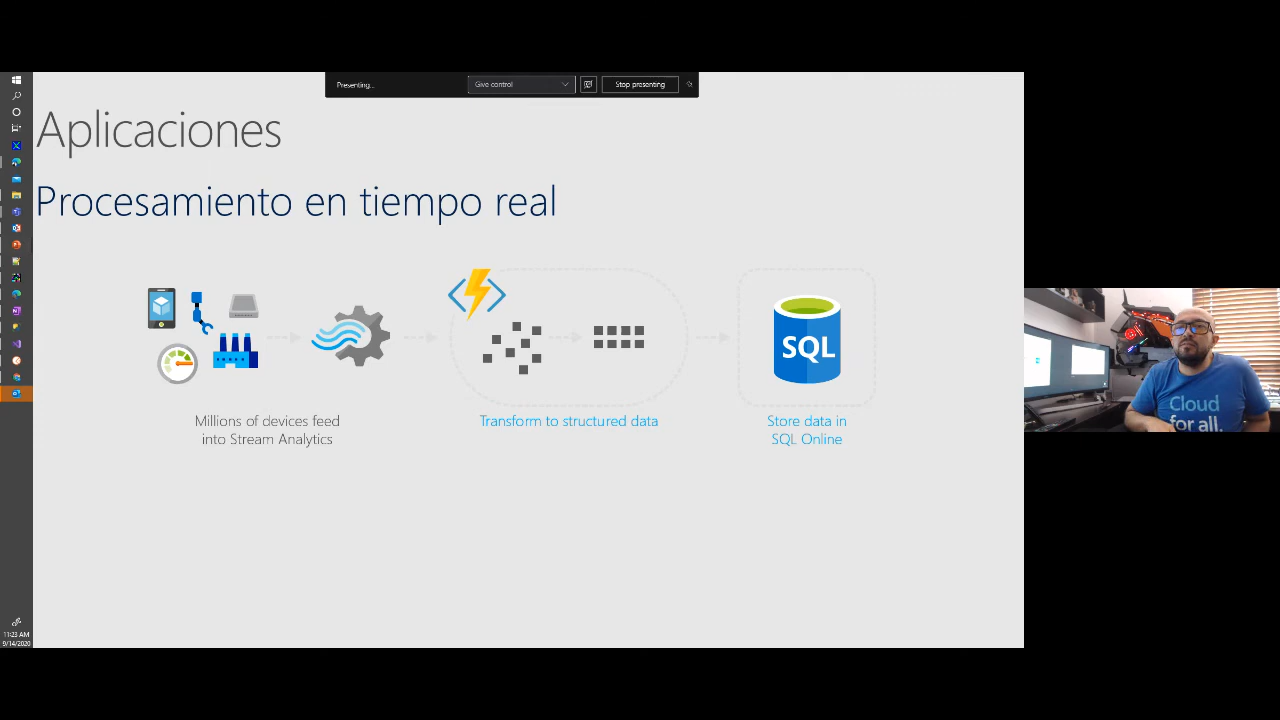 Presenting...
Give control
Stop presenting
Aplicaciones
Procesamiento en tiempo real
SQL
Millions of devices feed
into Stream Analytics
Transform to structured data
Store data in
SQL Online
Cloud
for all.
11:23 AM
9/14/2020